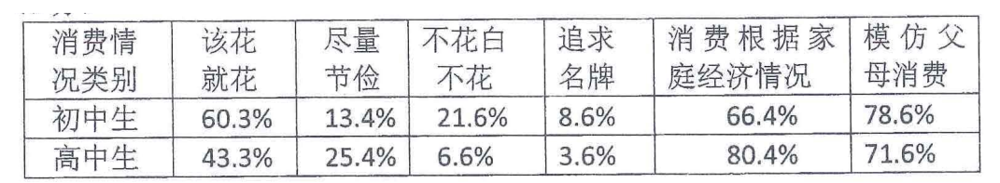 消费情况类别 该花就花 尽量节俭 不花白不花 追求名牌 消费根据家庭经济情况 模仿父母消费
初中生 60.3% 13.4% 21.6% 8.6% 66.4% 78.6%
高中生 43.3% 25.4% 6.6% 3.6% 80.4% 71.6%